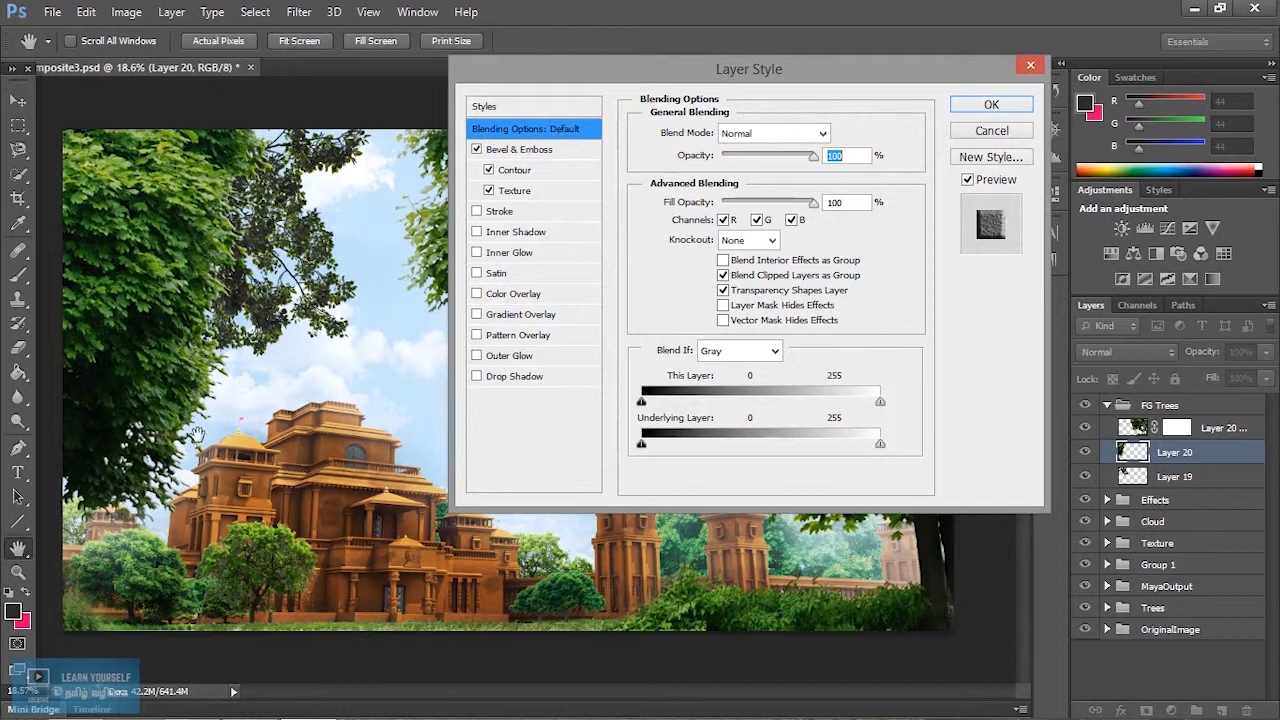 Ps File Edit Image Layer Type Select Filter 3D View Window Help
Scroll All Windows Actual Pixels Fit Screen Fill Screen Print Size Essentials
mposite3.psd @ 18.6% (Layer 20, RGB/8) *
Layer Style
Styles
Blending Options: Default
Bevel & Emboss
Contour
Texture
Stroke
Inner Shadow
Inner Glow
Satin
Color Overlay
Gradient Overlay
Pattern Overlay
Outer Glow
Drop Shadow
Blending Options
General Blending
Blend Mode: Normal
Opacity: 100 %
Advanced Blending
Fill Opacity: 100 %
Channels: R G B
Knockout: None
Blend Interior Effects as Group
Blend Clipped Layers as Group
Transparency Shapes Layer
Layer Mask Hides Effects
Vector Mask Hides Effects
Blend If: Gray
This Layer: 0 255
Underlying Layer: 0 255
OK
Cancel
New Style...
Preview
Color Swatches
R 44
G 44
B 44
Adjustments Styles
Add an adjustment
Layers Channels Paths
Kind
Normal Opacity: 100%
Lock: Fill: 100%
FG Trees
Layer 20 ...
Layer 20
Layer 19
Effects
Cloud
Texture
Group 1
MayaOutput
Trees
OriginalImage
LEARN YOURSELF
தமிழ் வழியாக
CREATIVE
18.57% Doc: 42.2M/641.4M
Mini Bridge Timeline